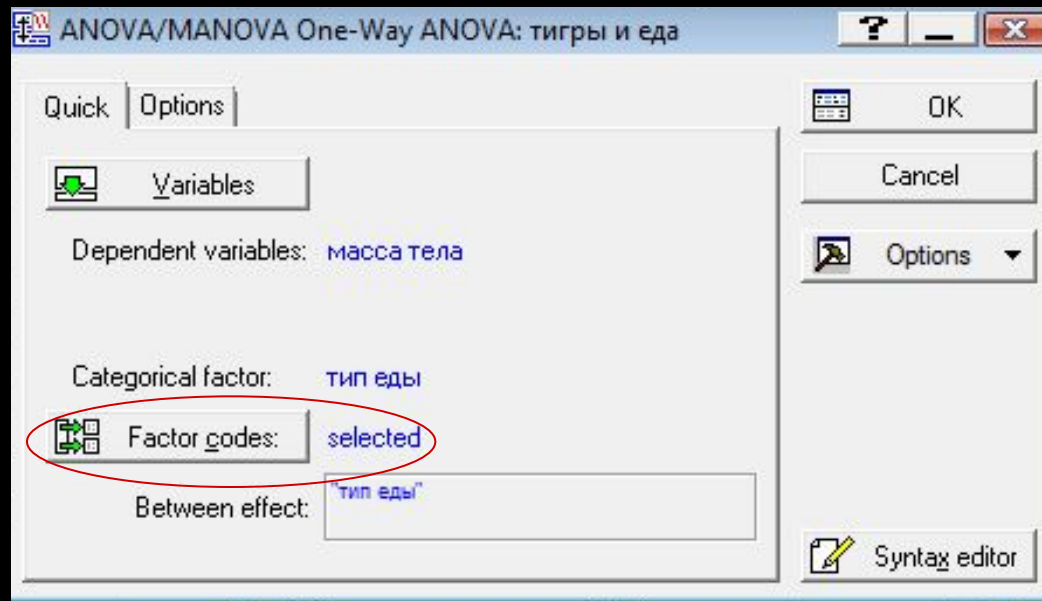 ANOVA/MANOVA One-Way ANOVA: тигры и еда
?
Quick
Options
OK
Variables
Cancel
Dependent variables: масса тела
Options
Categorical factor: тип еды
Factor codes: selected
Between effect: "тип еды"
Syntax editor